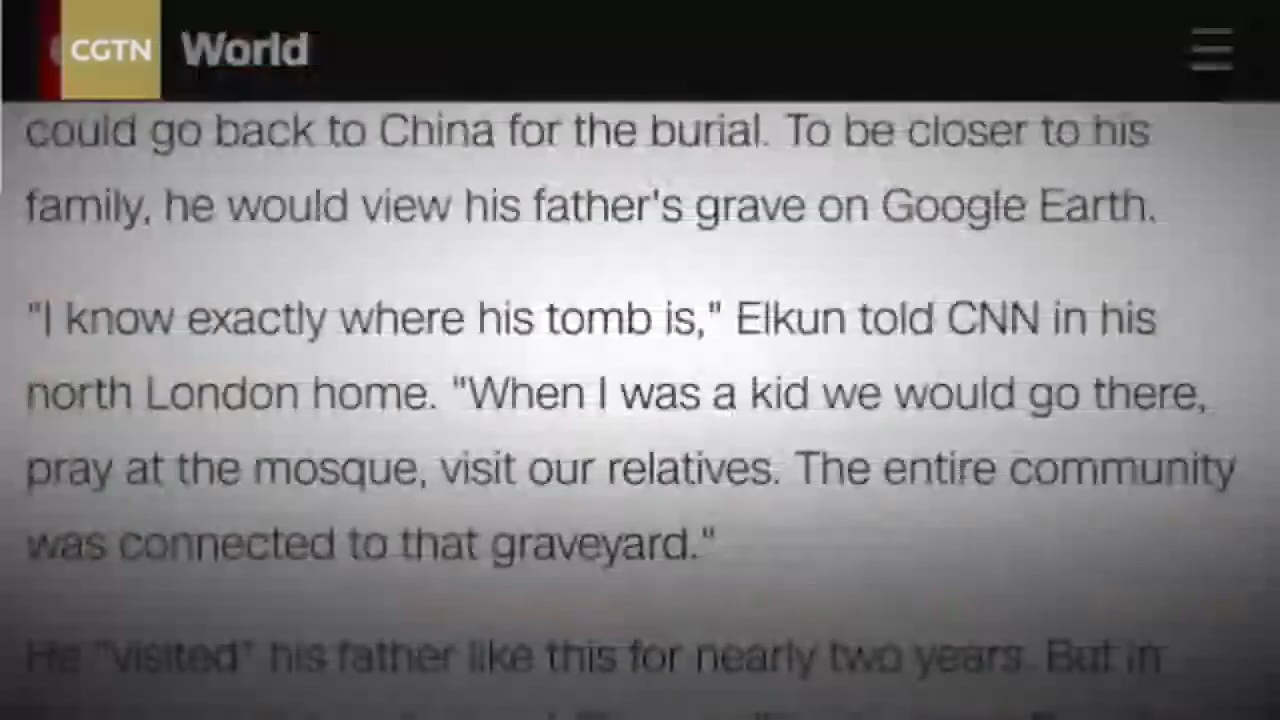 CGTN World
could go back to China for the burial. To be closer to his
family, he would view his father's grave on Google Earth.
"I know exactly where his tomb is," Elkun told CNN in his
north London home. "When I was a kid we would go there,
pray at the mosque, visit our relatives. The entire community
was connected to that graveyard."
He "visited" his father like this for nearly two years. But in